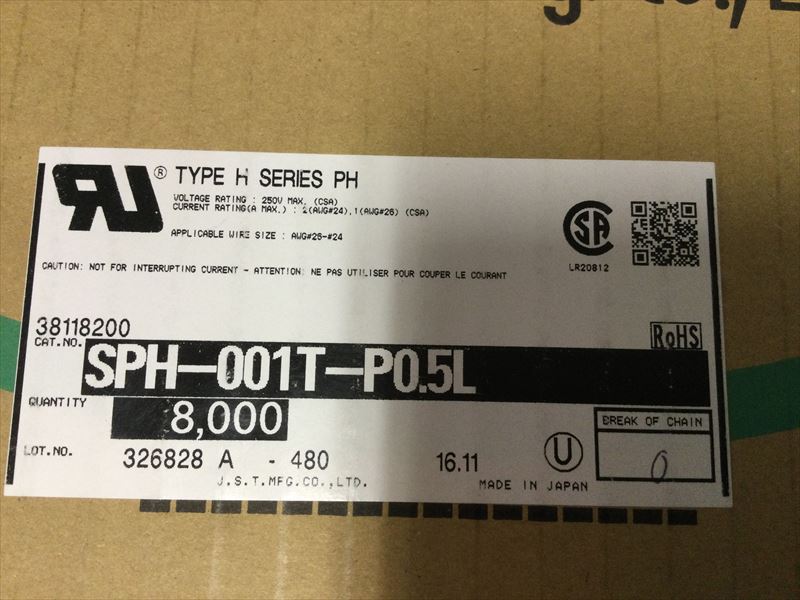 ® TYPE H SERIES PH
VOLTAGE RATING : 250V MAX. (CSA)
CURRENT RATING(A MAX.) : 2(AWG#24),1(AWG#26) (CSA)
APPLICABLE WIRE SIZE : AWG#26-#24
SA
LR20812
CAUTION: NOT FOR INTERRUPTING CURRENT - ATTENTION: NE PAS UTILISER POUR COUPER LE COURANT
38118200
RoHS
CAT.NO. SPH-001T-P0.5L
QUANTITY 8,000
BREAK OF CHAIN
0
LOT.NO. 326828 A - 480 16.11 U
J.S.T.MFG.CO.,LTD. MADE IN JAPAN